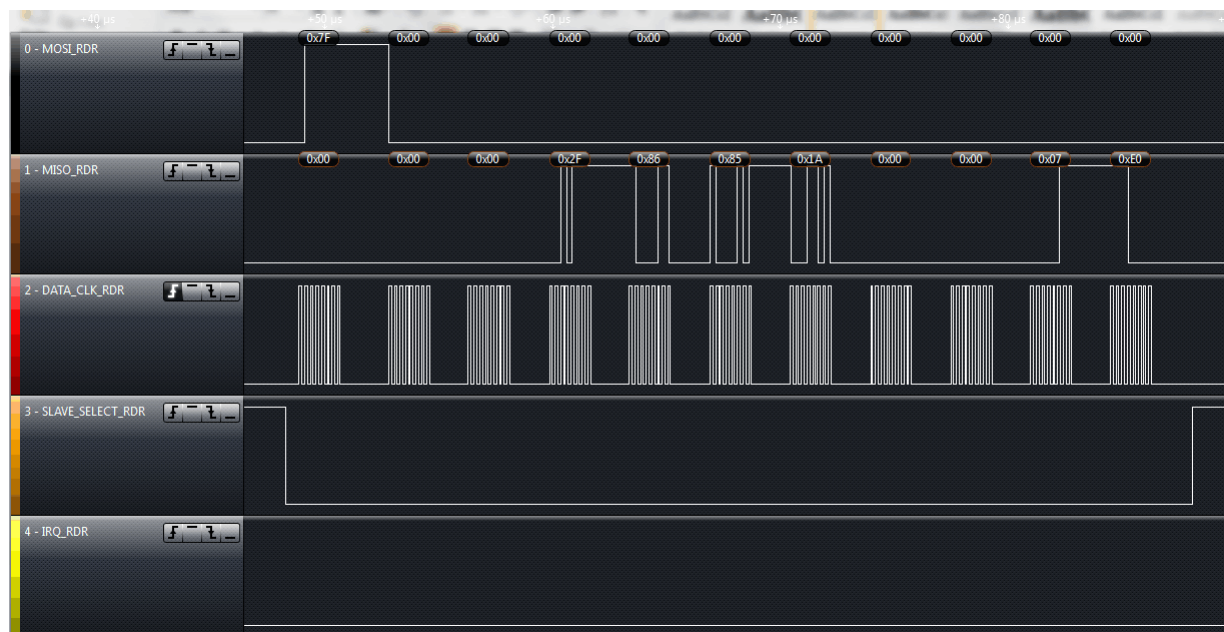 +40 µs +50 µs +60 µs +70 µs +80 µs
0 - MOSI_RDR
0x7F 0x00 0x00 0x00 0x00 0x00 0x00 0x00 0x00 0x00 0x00
1 - MISO_RDR
0x00 0x00 0x00 0x2F 0x86 0x85 0x1A 0x00 0x00 0x07 0xE0
2 - DATA_CLK_RDR
3 - SLAVE_SELECT_RDR
4 - IRQ_RDR